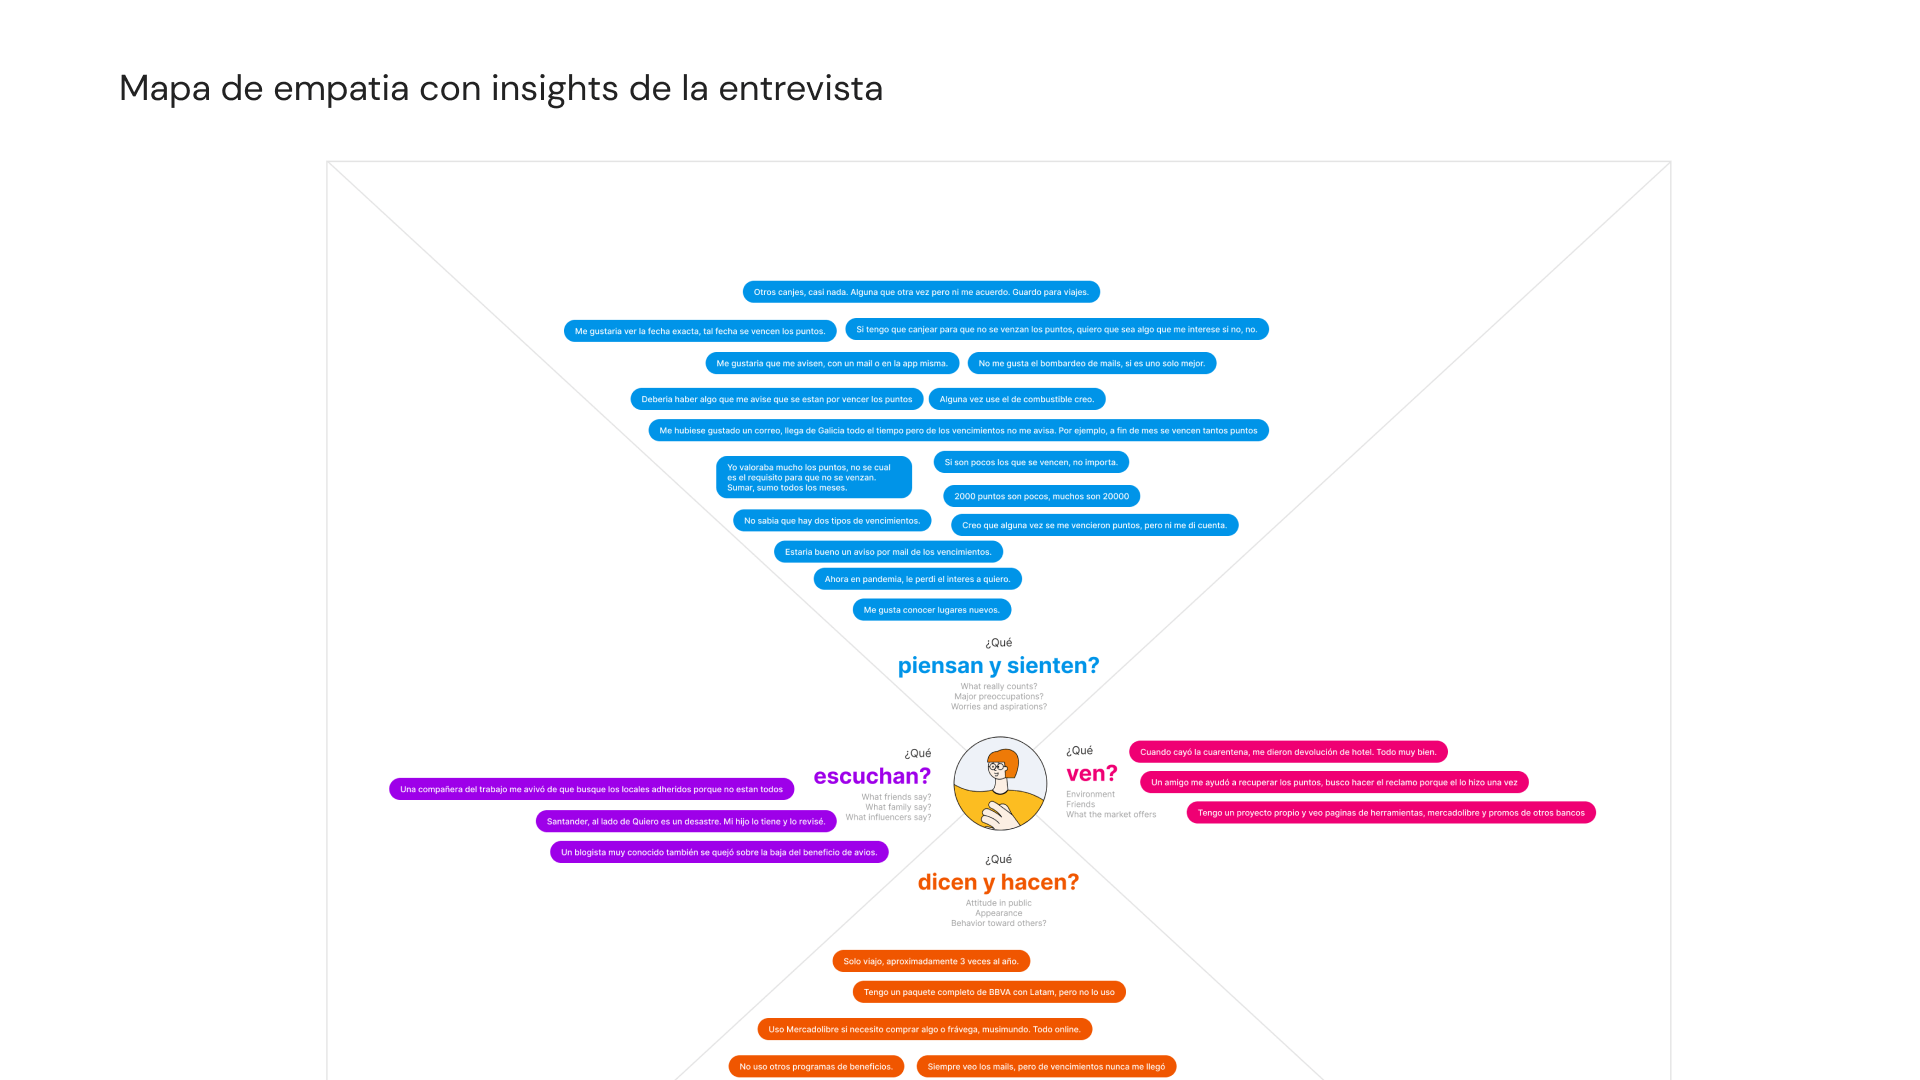 Mapa de empatia con insights de la entrevista
Otros canjes, casi nada. Alguna que otra vez pero ni me acuerdo. Guardo para viajes.
Me gustaria ver la fecha exacta, tal fecha se vencen los puntos.
Si tengo que canjear para que no se venzan los puntos, quiero que sea algo que me interese si no, no.
Me gustaria que me avisen, con un mail o en la app misma.
No me gusta el bombardeo de mails, si es uno solo mejor.
Deberia haber algo que me avise que se estan por vencer los puntos
Alguna vez use el de combustible creo.
Me hubiese gustado un correo, llega de Galicia todo el tiempo pero de los vencimientos no me avisa. Por ejemplo, a fin de mes se vencen tantos puntos
Yo valoraba mucho los puntos, no se cual
es el requisito para que no se venzan.
Sumar, sumo todos los meses.
Si son pocos los que se vencen, no importa.
2000 puntos son pocos, muchos son 20000
No sabia que hay dos tipos de vencimientos.
Creo que alguna vez se me vencieron puntos, pero ni me di cuenta.
Estaria bueno un aviso por mail de los vencimientos.
Ahora en pandemia, le perdi el interes a quiero.
Me gusta conocer lugares nuevos.
¿Qué
piensan y sienten?
What really counts?
Major preoccupations?
Worries and aspirations?
¿Qué
escuchan?
What friends say?
What family say?
What influencers say?
Una compañera del trabajo me avivó de que busque los locales adheridos porque no estan todos
Santander, al lado de Quiero es un desastre. Mi hijo lo tiene y lo revisé.
Un blogista muy conocido también se quejó sobre la baja del beneficio de avios.
¿Qué
ven?
Environment
Friends
What the market offers
Cuando cayó la cuarentena, me dieron devolución de hotel. Todo muy bien.
Un amigo me ayudó a recuperar los puntos, busco hacer el reclamo porque el lo hizo una vez
Tengo un proyecto propio y veo paginas de herramientas, mercadolibre y promos de otros bancos
¿Qué
dicen y hacen?
Attitude in public
Appearance
Behavior toward others?
Solo viajo, aproximadamente 3 veces al año.
Tengo un paquete completo de BBVA con Latam, pero no lo uso
Uso Mercadolibre si necesito comprar algo o frávega, musimundo. Todo online.
No uso otros programas de beneficios.
Siempre veo los mails, pero de vencimientos nunca me llegó